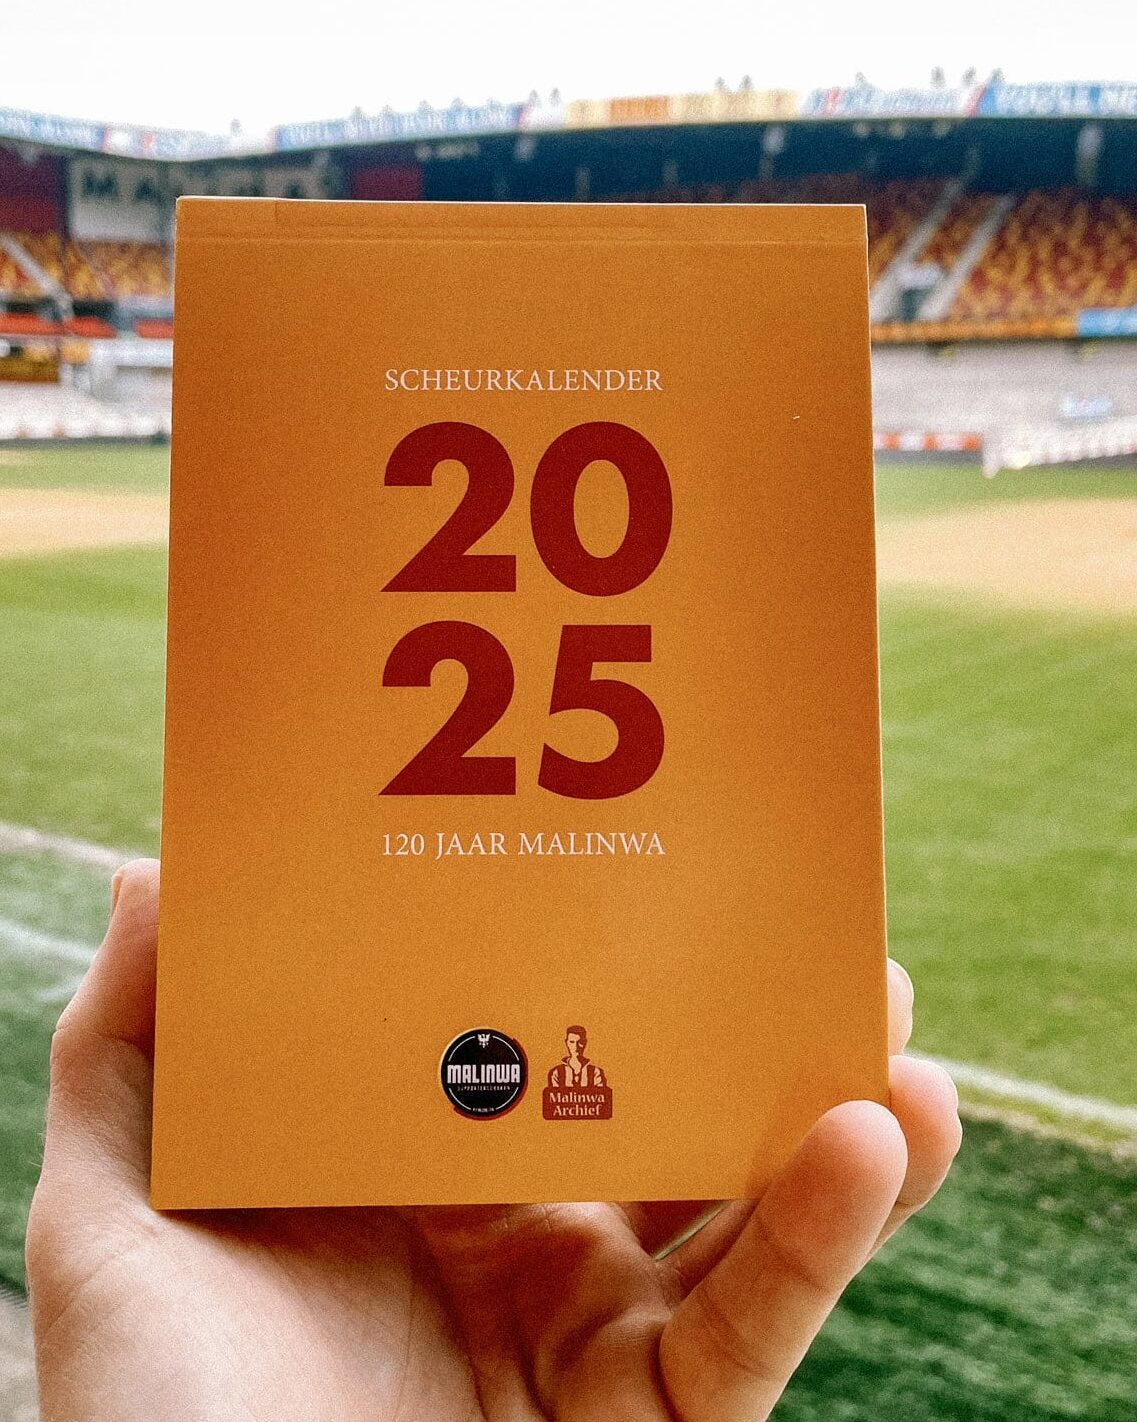 SCHEURKALENDER
20
25
120 JAAR MALINWA
MALINWA
Malinwa
Archief